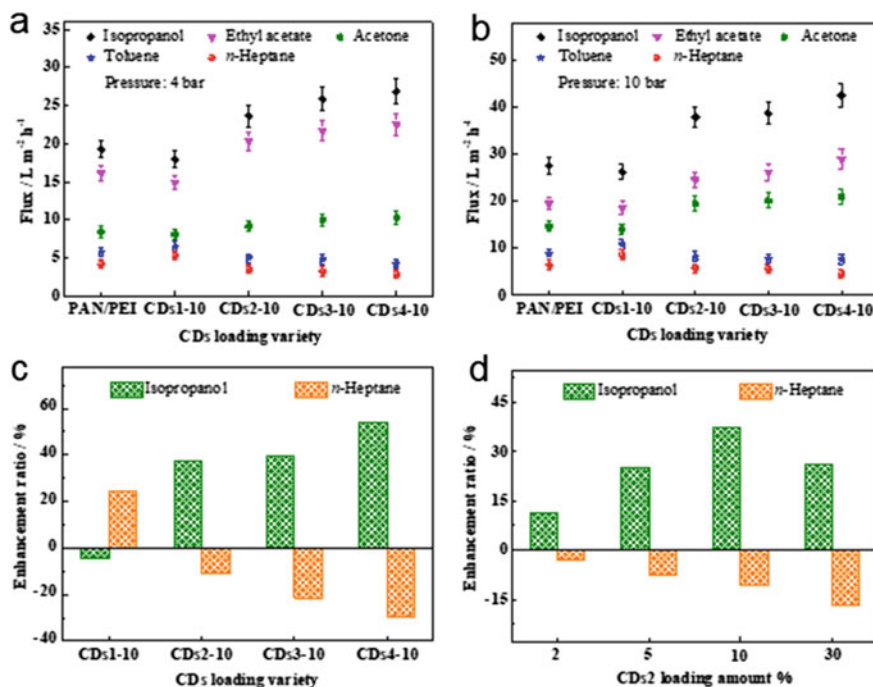 a
Isopropanol Ethyl acetate Acetone
Toluene n-Heptane
Pressure: 4 bar
35
30
25
20
15
10
5
0
Flux / L m⁻² h⁻¹
PAN/PEI CDs1-10 CDs2-10 CDs3-10 CDs4-10
CDs loading variety
b
Isopropanol Ethyl acetate Acetone
Toluene n-Heptane
Pressure: 10 bar
50
40
30
20
10
0
Flux / L m⁻² h⁻¹
PAN/PEI CDs1-10 CDs2-10 CDs3-10 CDs4-10
CDs loading variety
c
Isopropanol n-Heptane
60
40
20
0
-20
-40
Enhancement ratio / %
CDs1-10 CDs2-10 CDs3-10 CDs4-10
CDs loading variety
d
Isopropanol n-Heptane
45
30
15
0
-15
Enhancement ratio / %
2 5 10 30
CDs2 loading amount %